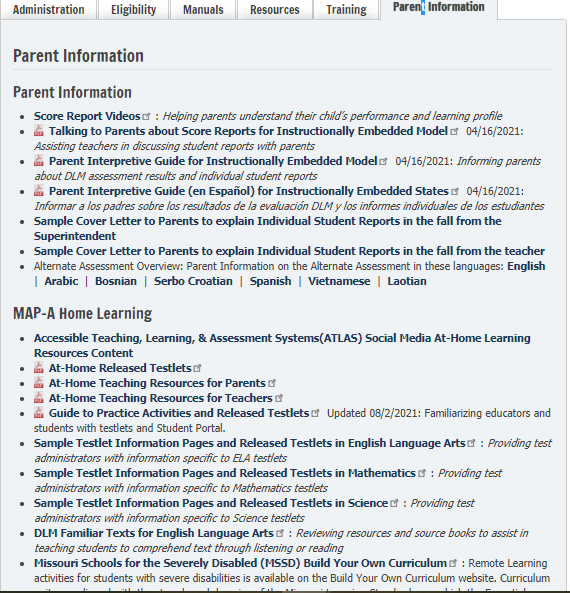 Administration Eligibility Manuals Resources Training Parent Information
Parent Information
Parent Information
Score Report Videos : Helping parents understand their child's performance and learning profile
Talking to Parents about Score Reports for Instructionally Embedded Model 04/16/2021:
Assisting teachers in discussing student reports with parents
Parent Interpretive Guide for Instructionally Embedded Model 04/16/2021: Informing parents
about DLM assessment results and individual student reports
Parent Interpretive Guide (en Español) for Instructionally Embedded States 04/16/2021:
Informar a los padres sobre los resultados de la evaluación DLM y los informes individuales de los estudiantes
Sample Cover Letter to Parents to explain Individual Student Reports in the fall from the
Superintendent
Sample Cover Letter to Parents to explain Individual Student Reports in the fall from the teacher
Alternate Assessment Overview: Parent Information on the Alternate Assessment in these languages: English
| Arabic | Bosnian | Serbo Croatian | Spanish | Vietnamese | Laotian
MAP-A Home Learning
Accessible Teaching, Learning, & Assessment Systems(ATLAS) Social Media At-Home Learning
Resources Content
At-Home Released Testlets
At-Home Teaching Resources for Parents
At-Home Teaching Resources for Teachers
Guide to Practice Activities and Released Testlets Updated 08/2/2021: Familiarizing educators and
students with testlets and Student Portal.
Sample Testlet Information Pages and Released Testlets in English Language Arts : Providing test
administrators with information specific to ELA testlets
Sample Testlet Information Pages and Released Testlets in Mathematics : Providing test
administrators with information specific to Mathematics testlets
Sample Testlet Information Pages and Released Testlets in Science : Providing test
administrators with information specific to Science testlets
DLM Familiar Texts for English Language Arts : Reviewing resources and source books to assist in
teaching students to comprehend text through listening or reading
Missouri Schools for the Severely Disabled (MSSD) Build Your Own Curriculum : Remote Learning
activities for students with severe disabilities is available on the Build Your Own Curriculum website. Curriculum